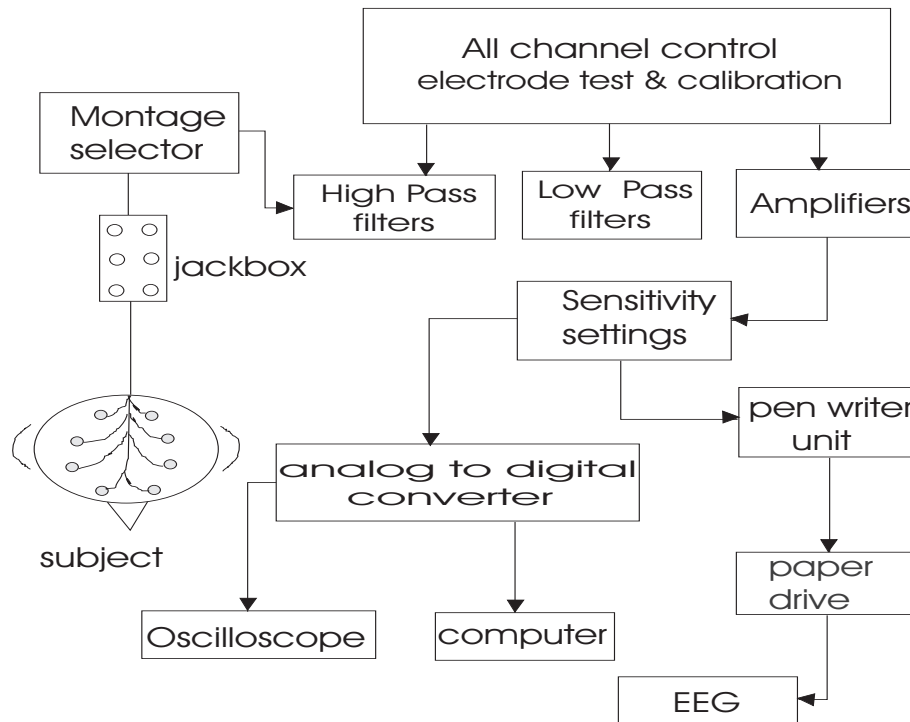 All channel control
electrode test & calibration
Montage
selector
High Pass
filters
Low Pass
filters
Amplifiers
jackbox
Sensitivity
settings
pen writer
unit
analog to digital
converter
subject
paper
drive
Oscilloscope
computer
EEG